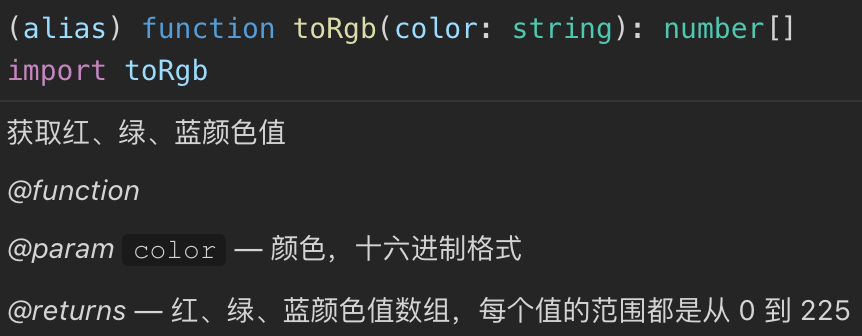 (alias) function toRgb(color: string): number[]
import toRgb
获取红、绿、蓝颜色值
@function
@param color — 颜色，十六进制格式
@returns — 红、绿、蓝颜色值数组，每个值的范围都是从 0 到 225